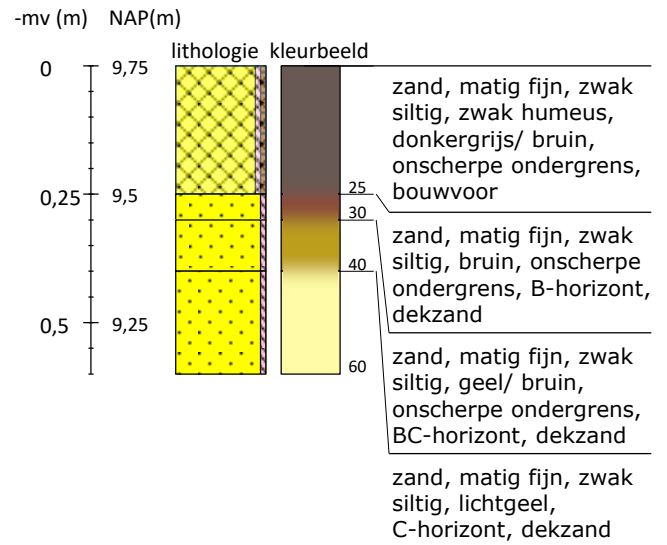 -mv (m) NAP(m)
lithologie kleurbeeld
0 9,75
zand, matig fijn, zwak
siltig, zwak humeus,
donkergrijs/ bruin,
onscherpe ondergrens,
bouwvoor
25
0,25 9,5
30
zand, matig fijn, zwak
siltig, bruin, onscherpe
ondergrens, B-horizont,
dekzand
40
0,5 9,25
60
zand, matig fijn, zwak
siltig, geel/ bruin,
onscherpe ondergrens,
BC-horizont, dekzand
zand, matig fijn, zwak
siltig, lichtgeel,
C-horizont, dekzand